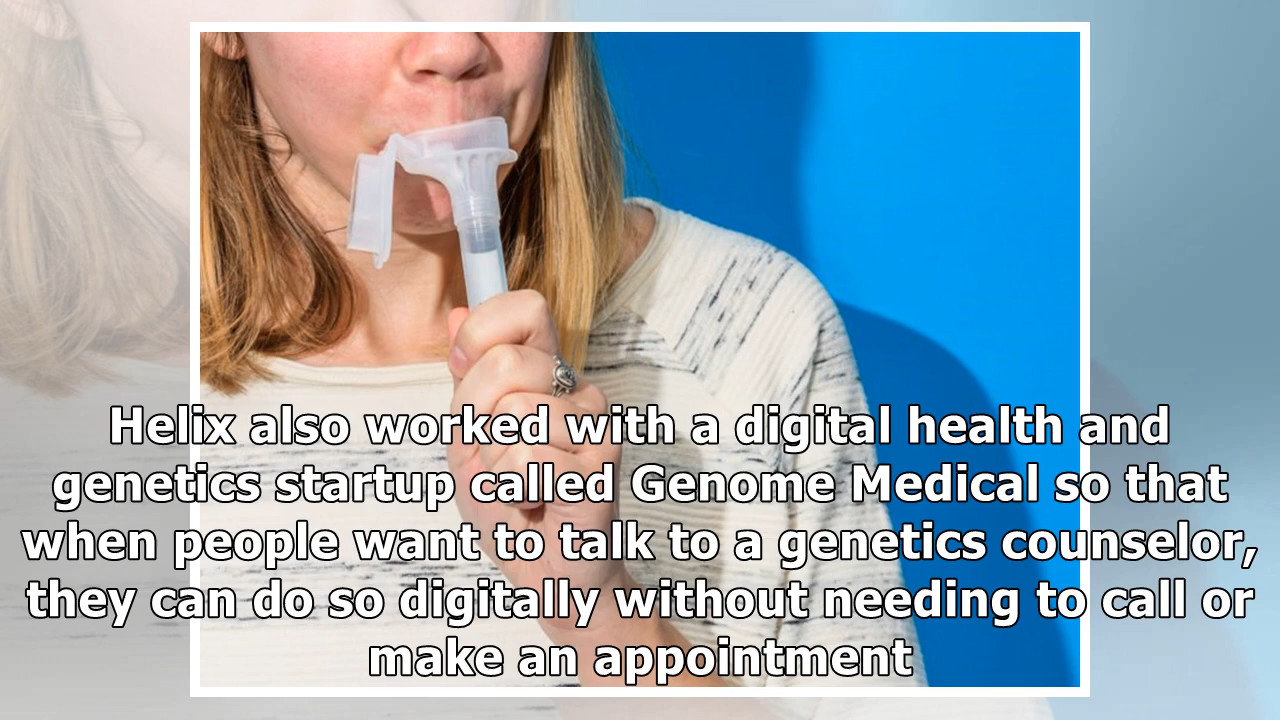 Helix also worked with a digital health and
genetics startup called Genome Medical so that
when people want to talk to a genetics counselor,
they can do so digitally without needing to call or
make an appointment